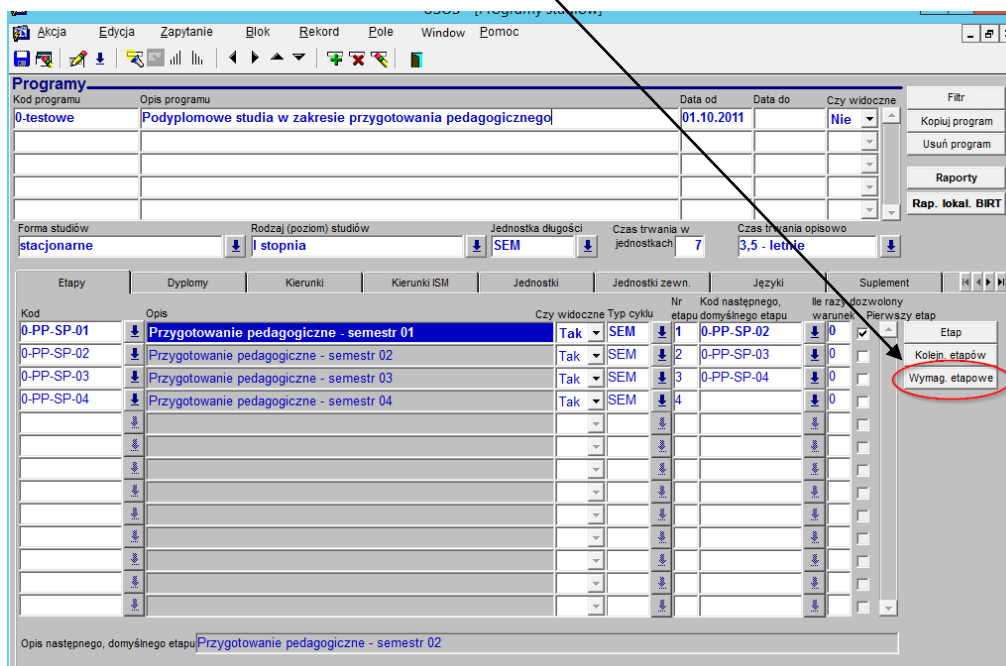 USOS - [Programy studiów]
Akcja Edycja Zapytanie Blok Rekord Pole Window Pomoc
Programy
Kod programu Opis programu Data od Data do Czy widoczne Filtr
0-testowe Podyplomowe studia w zakresie przygotowania pedagogicznego 01.10.2011 Nie Kopiuj program
Usuń program
Raporty
Rap. lokal. BIRT
Forma studiów Rodzaj (poziom) studiów Jednostka długości Czas trwania w jednostkach Czas trwania opisowo
stacjonarne I stopnia SEM 7 3,5 - letnie
Etapy Dyplomy Kierunki Kierunki ISM Jednostki Jednostki zewn. Języki Suplement
Kod Opis Czy widoczne Typ cyklu Nr etapu Kod następnego, domyślnego etapu Ile razy dozwolony warunek Pierwszy etap
0-PP-SP-01 Przygotowanie pedagogiczne - semestr 01 Tak SEM 1 0-PP-SP-02 0 Etap
0-PP-SP-02 Przygotowanie pedagogiczne - semestr 02 Tak SEM 2 0-PP-SP-03 0 Kolejn. etapów
0-PP-SP-03 Przygotowanie pedagogiczne - semestr 03 Tak SEM 3 0-PP-SP-04 0 Wymag. etapowe
0-PP-SP-04 Przygotowanie pedagogiczne - semestr 04 Tak SEM 4 0
Opis następnego, domyślnego etapu Przygotowanie pedagogiczne - semestr 02